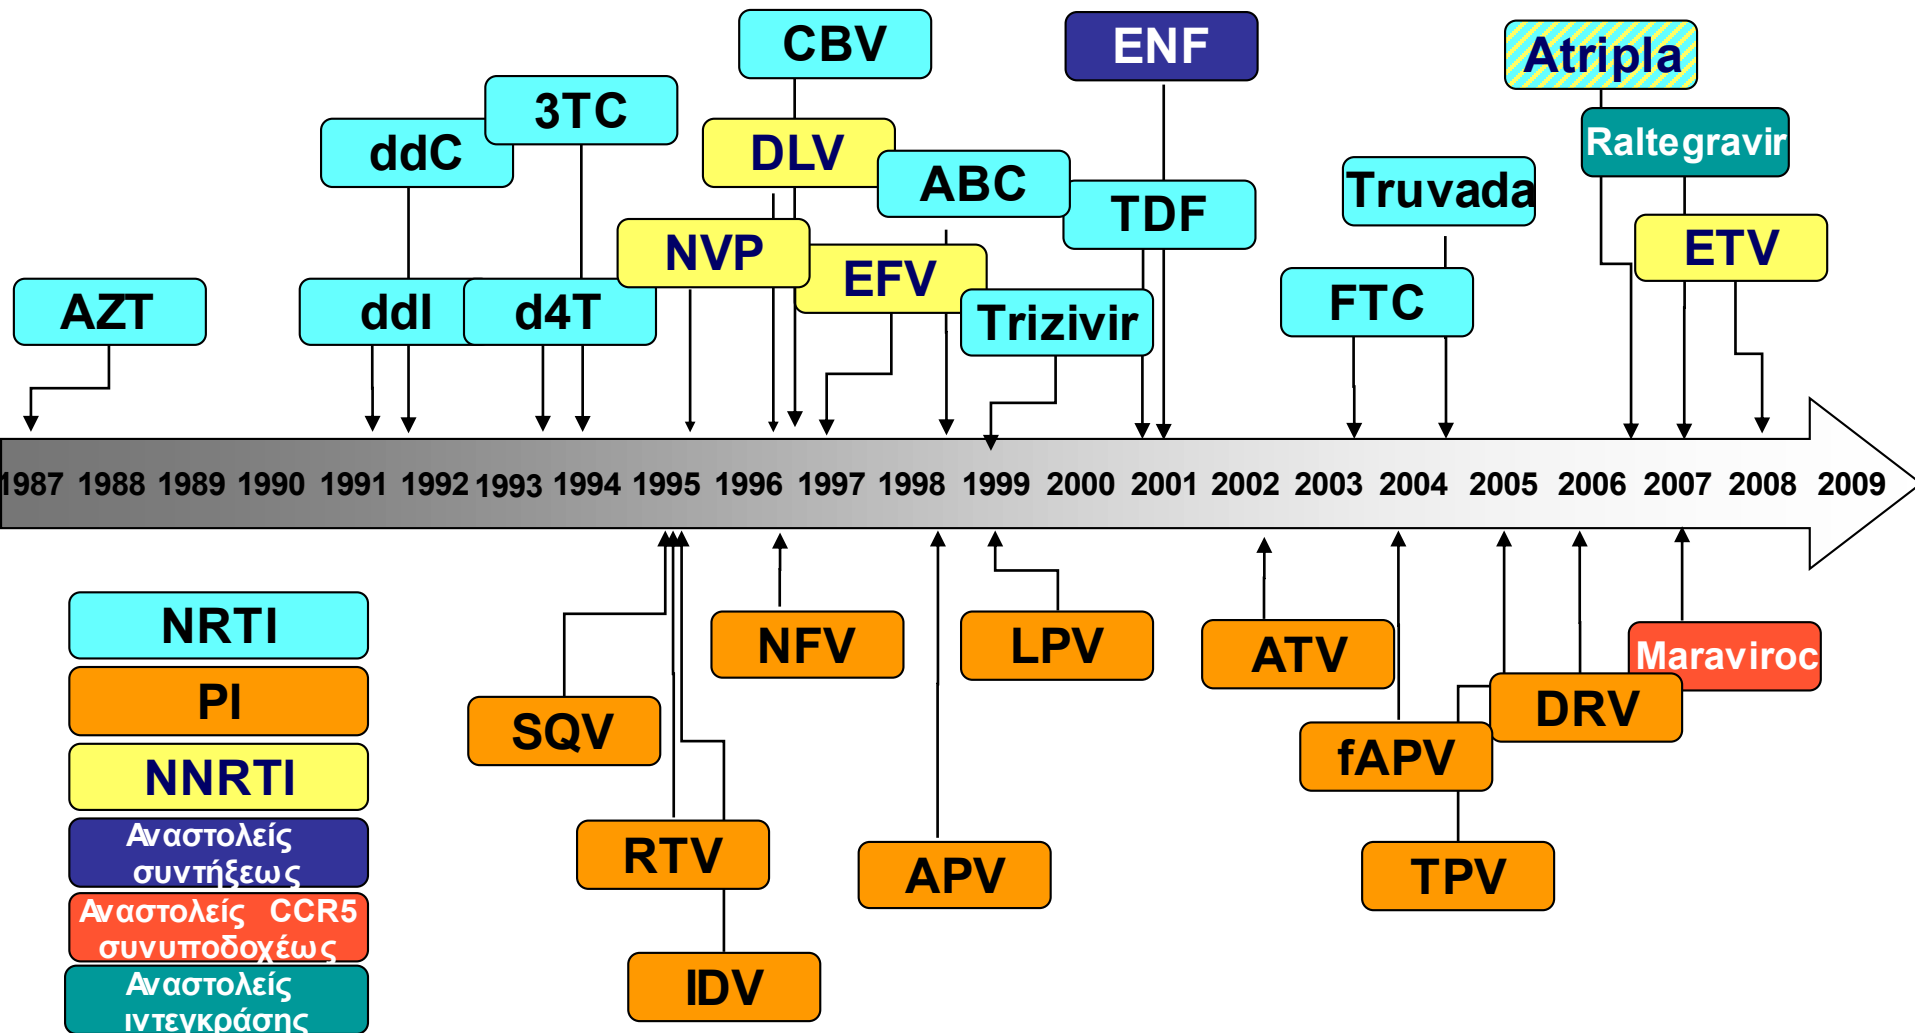 CBV
ENF
Atripla
3TC
Raltegravir
ddC
DLV
ABC
Truvada
TDF
NVP
ETV
EFV
AZT
ddI
d4T
Trizivir
FTC
1987 1988 1989 1990 1991 1992 1993 1994 1995 1996 1997 1998 1999 2000 2001 2002 2003 2004 2005 2006 2007 2008 2009
NRTI
NFV
LPV
ATV
Maraviroc
PI
SQV
DRV
fAPV
NNRTI
RTV
APV
TPV
Αναστολείς
συντήξεως
Αναστολείς CCR5
συνυποδοχέως
IDV
Αναστολείς
ιντεγκράσης